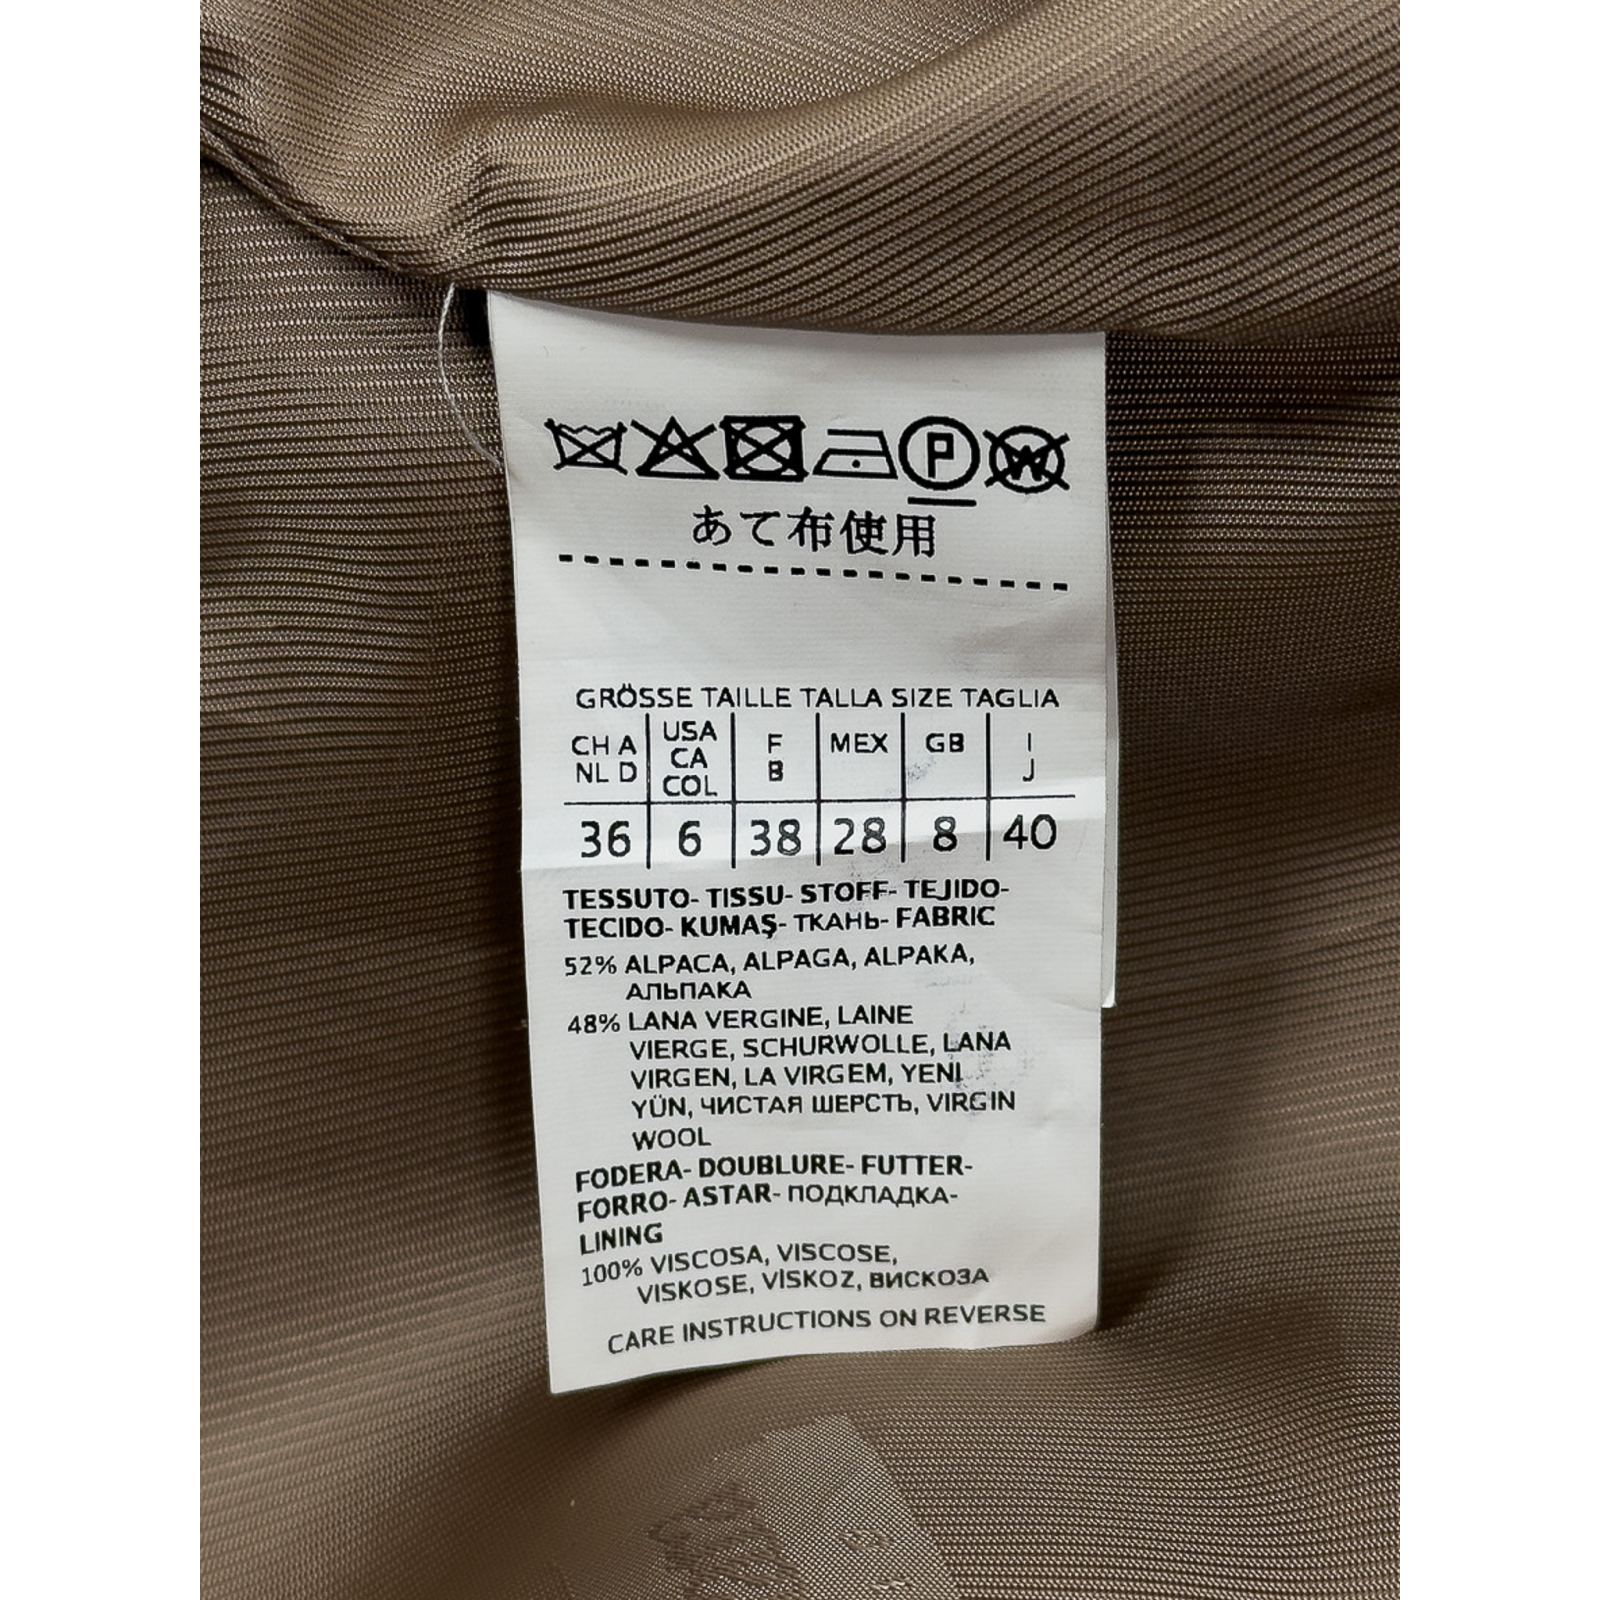 P W
あて布使用
GRÖSSE TAILLE TALLA SIZE TAGLIA
CH A NL D USA CA COL F B MEX GB I J
36 6 38 28 8 40
TESSUTO- TISSU- STOFF- TEJIDO-
TECIDO- KUMAŞ- ТКАНЬ- FABRIC
52% ALPACA, ALPAGA, ALPAKA,
АЛЬПАКА
48% LANA VERGINE, LAINE
VIERGE, SCHURWOLLE, LANA
VIRGEN, LA VIRGEM, YENI
YÜN, ЧИСТАЯ ШЕРСТЬ, VIRGIN
WOOL
FODERA- DOUBLURE- FUTTER-
FORRO- ASTAR- ПОДКЛАДКА-
LINING
100% VISCOSA, VISCOSE,
VISKOSE, VİSKOZ, ВИСКОЗА
CARE INSTRUCTIONS ON REVERSE